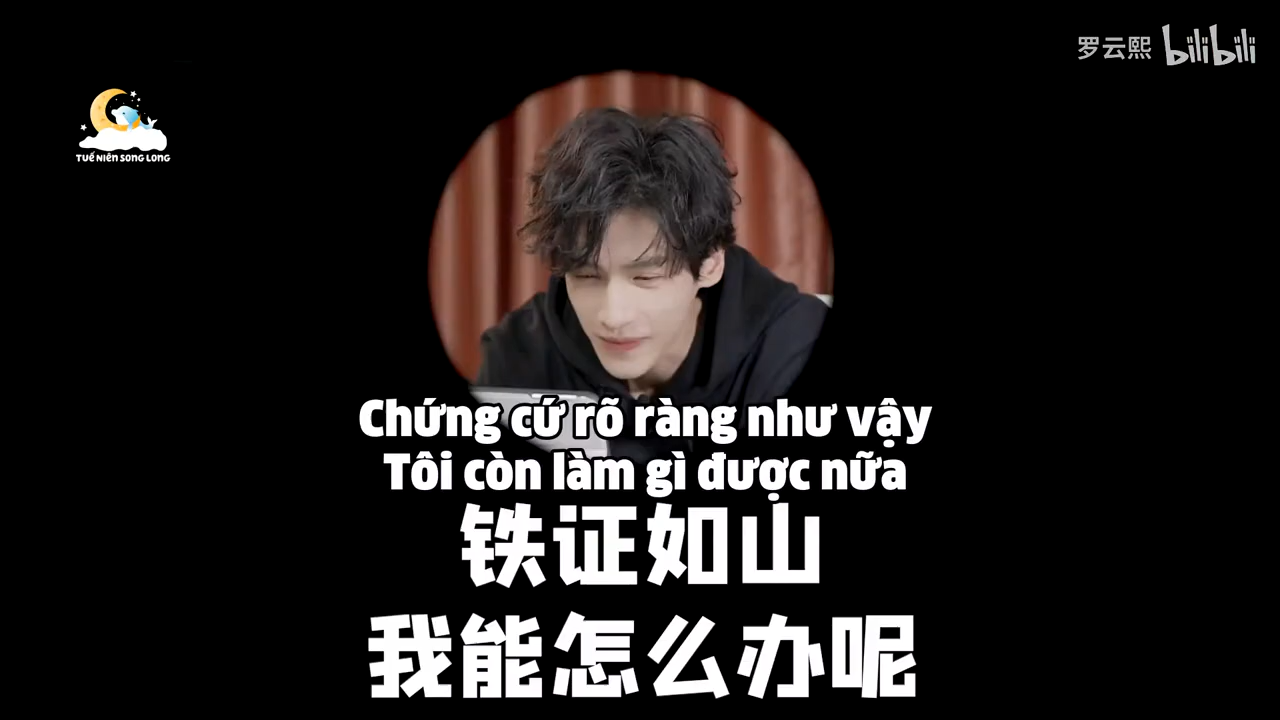 罗云熙 bilibili
TUẾ NIÊN SONG LONG
Chứng cứ rõ ràng như vậy
Tôi còn làm gì được nữa
铁证如山
我能怎么办呢